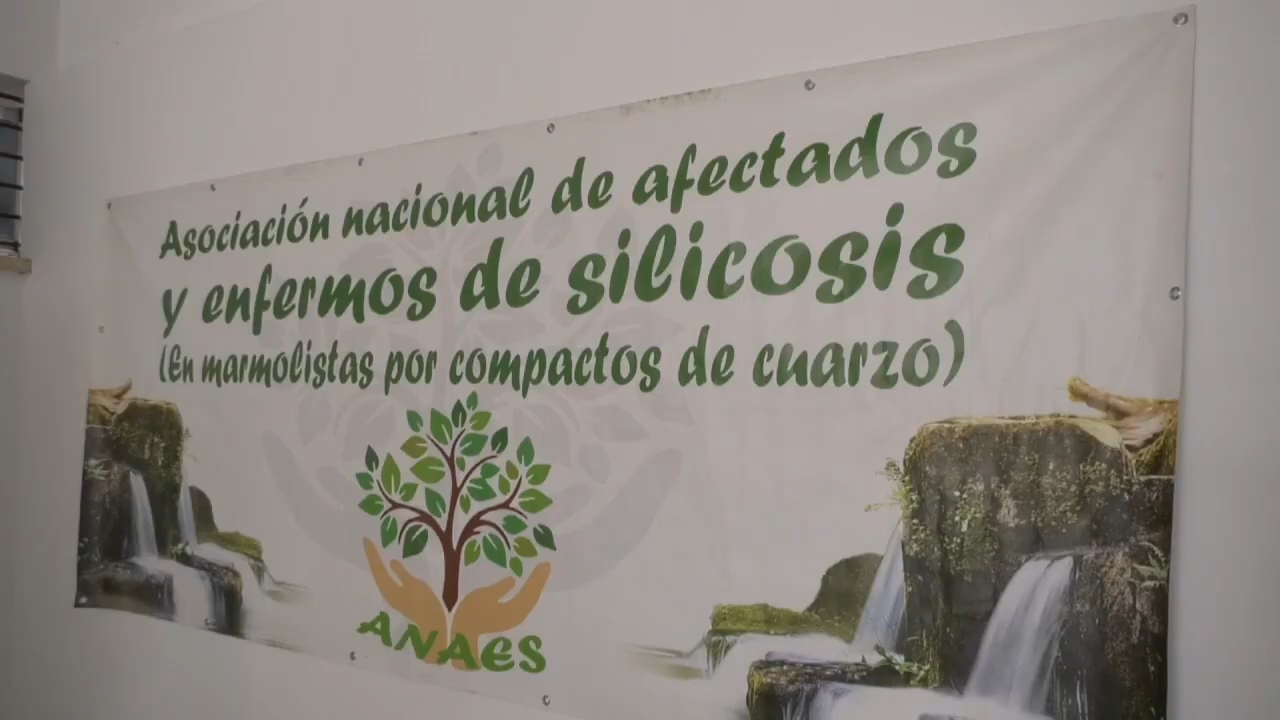 Asociación nacional de afectados
y enfermos de silicosis
(En marmolistas por compactos de cuarzo)
ANAES